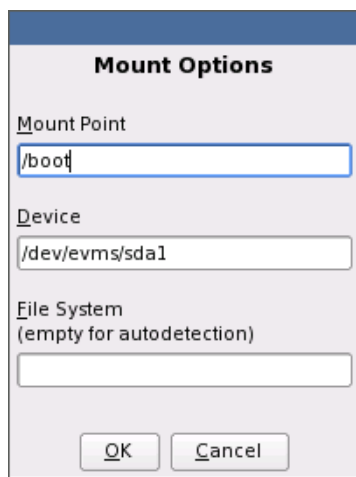 Mount Options
Mount Point
/boot
Device
/dev/evms/sda1
File System
(empty for autodetection)
OK
Cancel